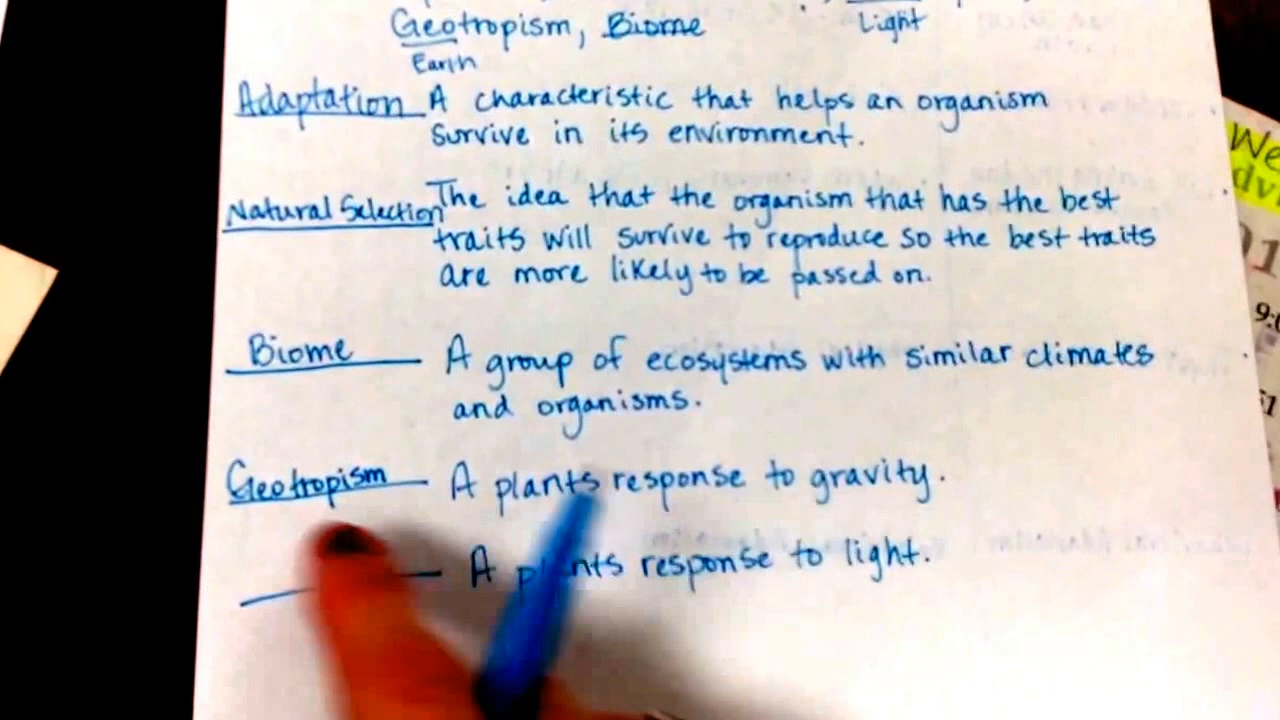 Geotropism, Biome
Light
Earth
Adaptation A characteristic that helps an organism
survive in its environment.
Natural Selection The idea that the organism that has the best
traits will survive to reproduce so the best traits
are more likely to be passed on.
Biome A group of ecosystems with similar climates
and organisms.
Geotropism A plants response to gravity.
A plants response to light.
We
dv